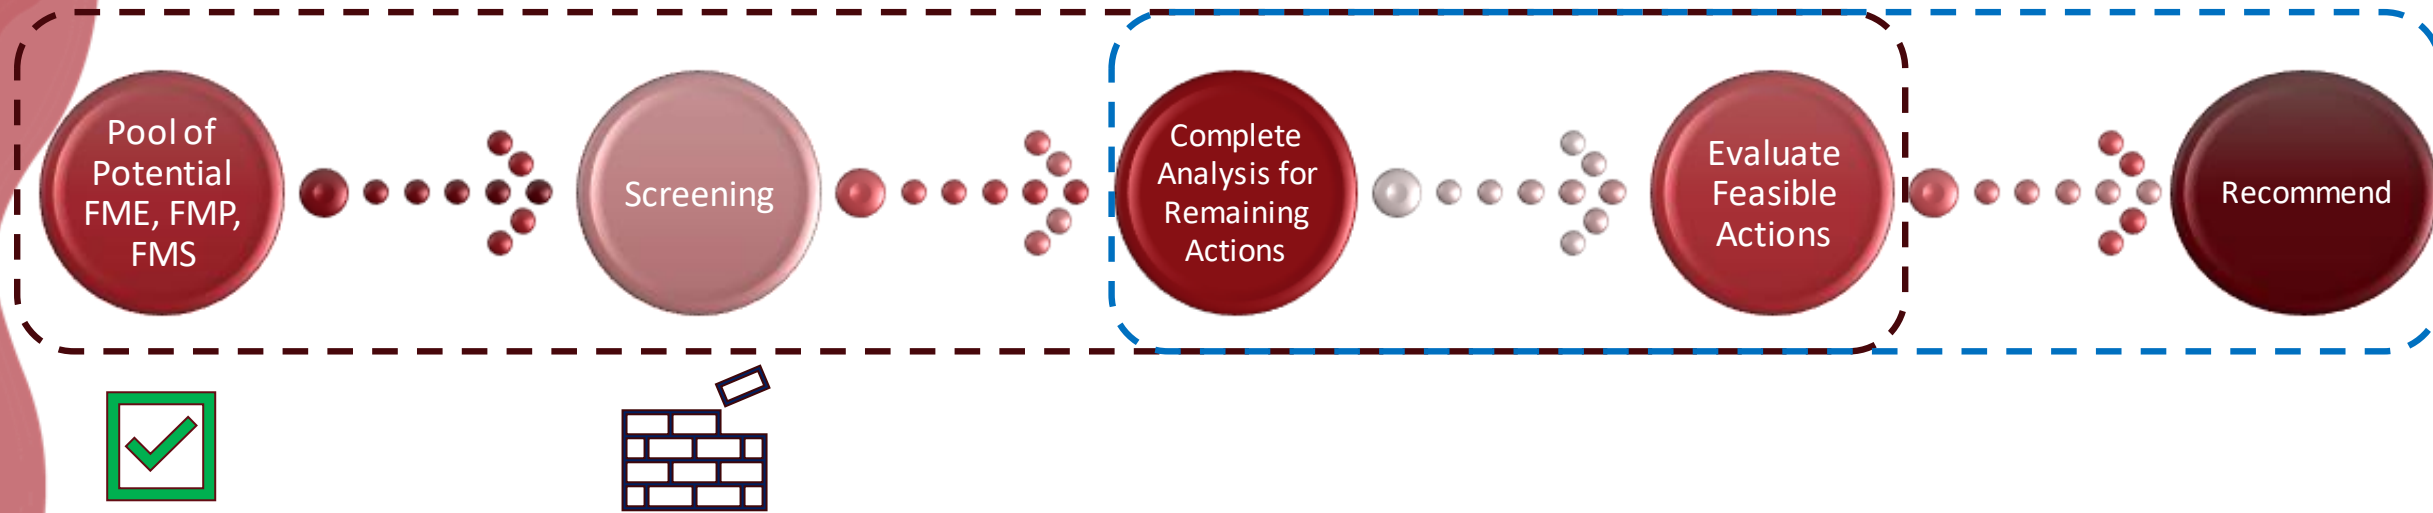 Pool of
Potential
FME, FMP,
FMS
Screening
Complete
Analysis for
Remaining
Actions
Evaluate
Feasible
Actions
Recommend